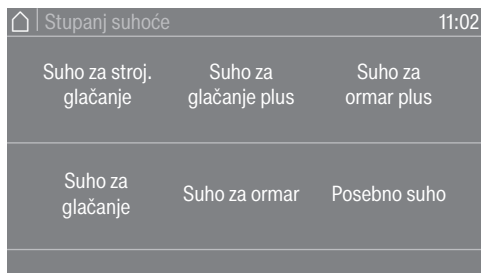 Stupanj suhoće 11:02
Suho za stroj.
glačanje
Suho za
glačanje plus
Suho za
ormar plus
Suho za
glačanje
Suho za ormar
Posebno suho